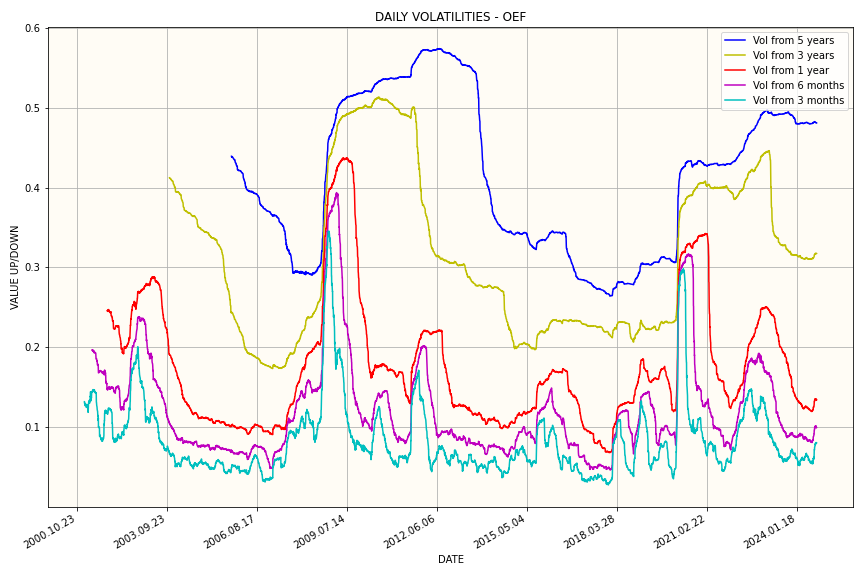 DAILY VOLATILITIES - OEF
Vol from 5 years
Vol from 3 years
Vol from 1 year
Vol from 6 months
Vol from 3 months
VALUE UP/DOWN
0.6
0.5
0.4
0.3
0.2
0.1
2000.10.23
2003.09.23
2006.08.17
2009.07.14
2012.06.06
2015.05.04
2018.03.28
2021.02.22
2024.01.18
DATE